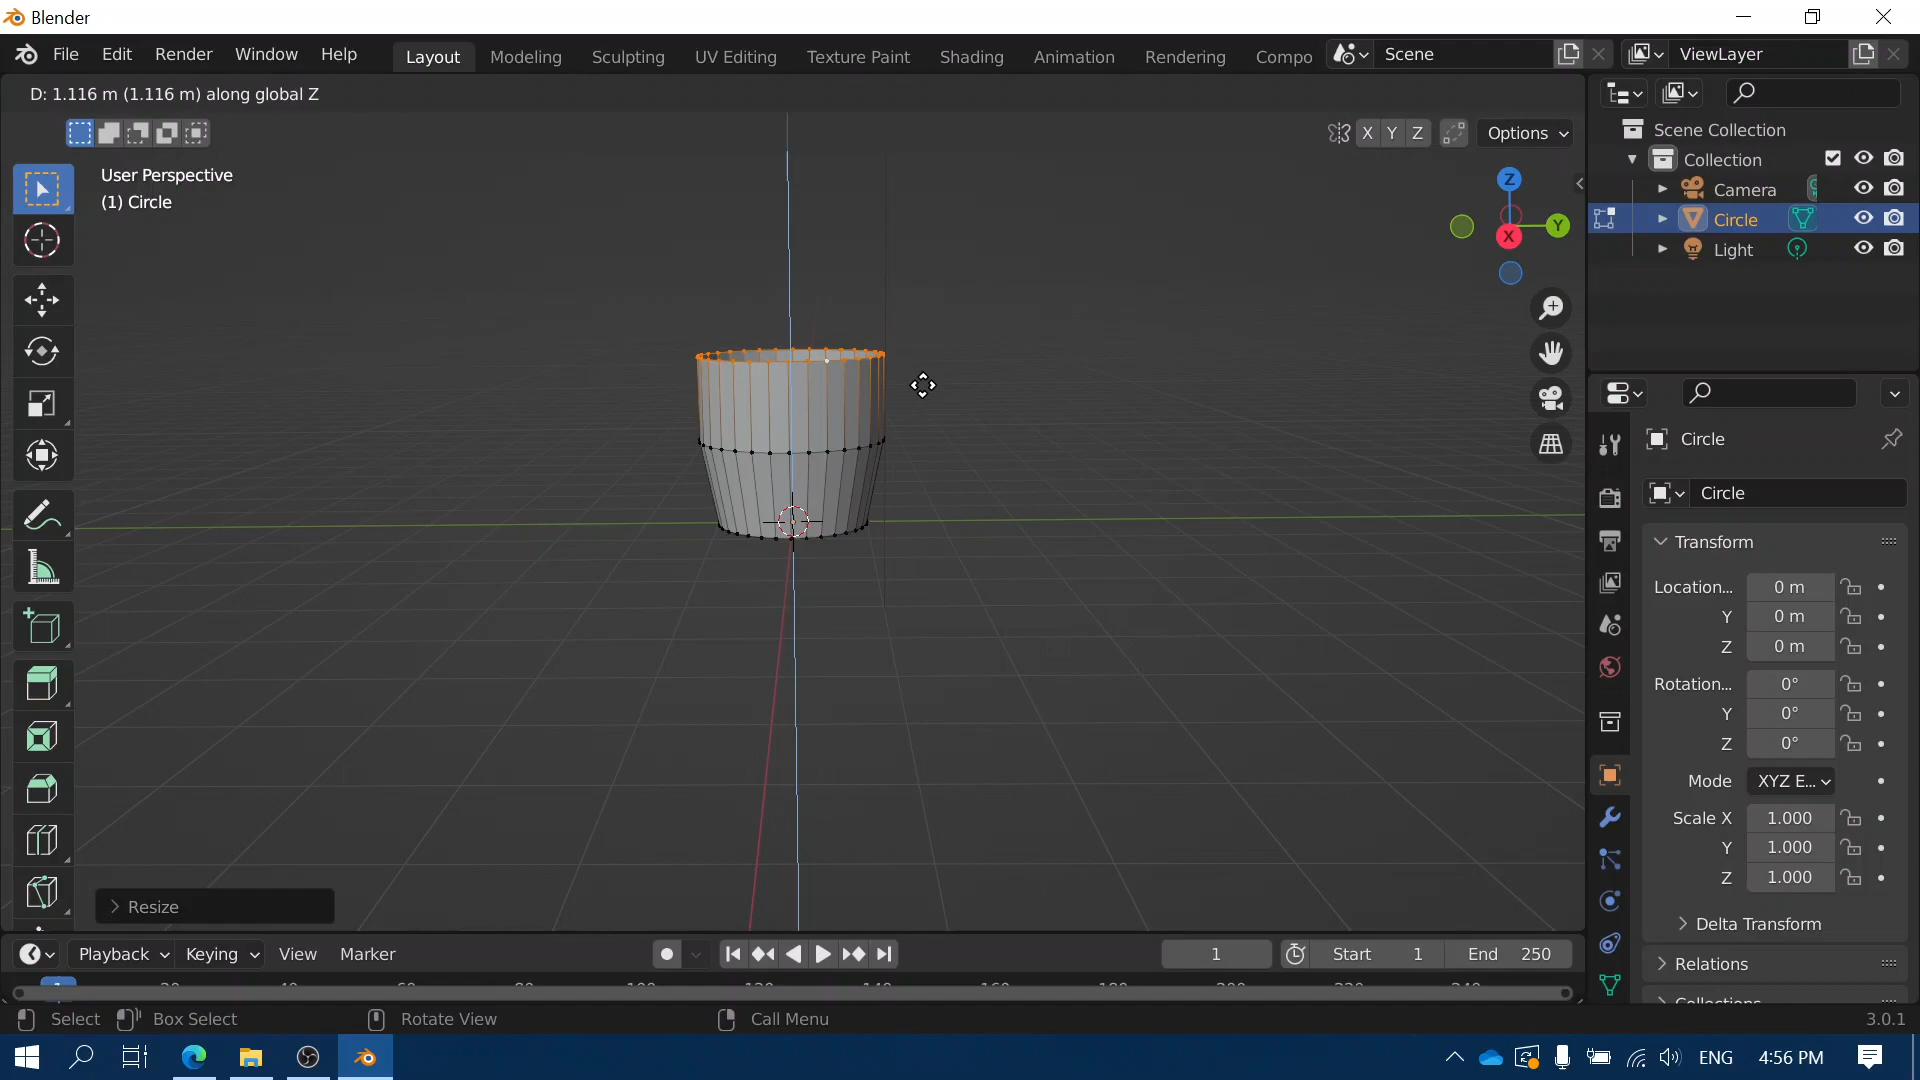 Blender
File Edit Render Window Help Layout Modeling Sculpting UV Editing Texture Paint Shading Animation Rendering Compo Scene ViewLayer
D: 1.116 m (1.116 m) along global Z
X Y Z Options
User Perspective
(1) Circle
Z
Y
X
Scene Collection
Collection
Camera
Circle
Light
Circle
Circle
Transform
Location... 0 m
Y 0 m
Z 0 m
Rotation... 0°
Y 0°
Z 0°
Mode XYZ E...
Scale X 1.000
Y 1.000
Z 1.000
Delta Transform
Relations
Resize
Playback Keying View Marker 1 Start 1 End 250
Select Box Select Rotate View Call Menu 3.0.1
ENG 4:56 PM